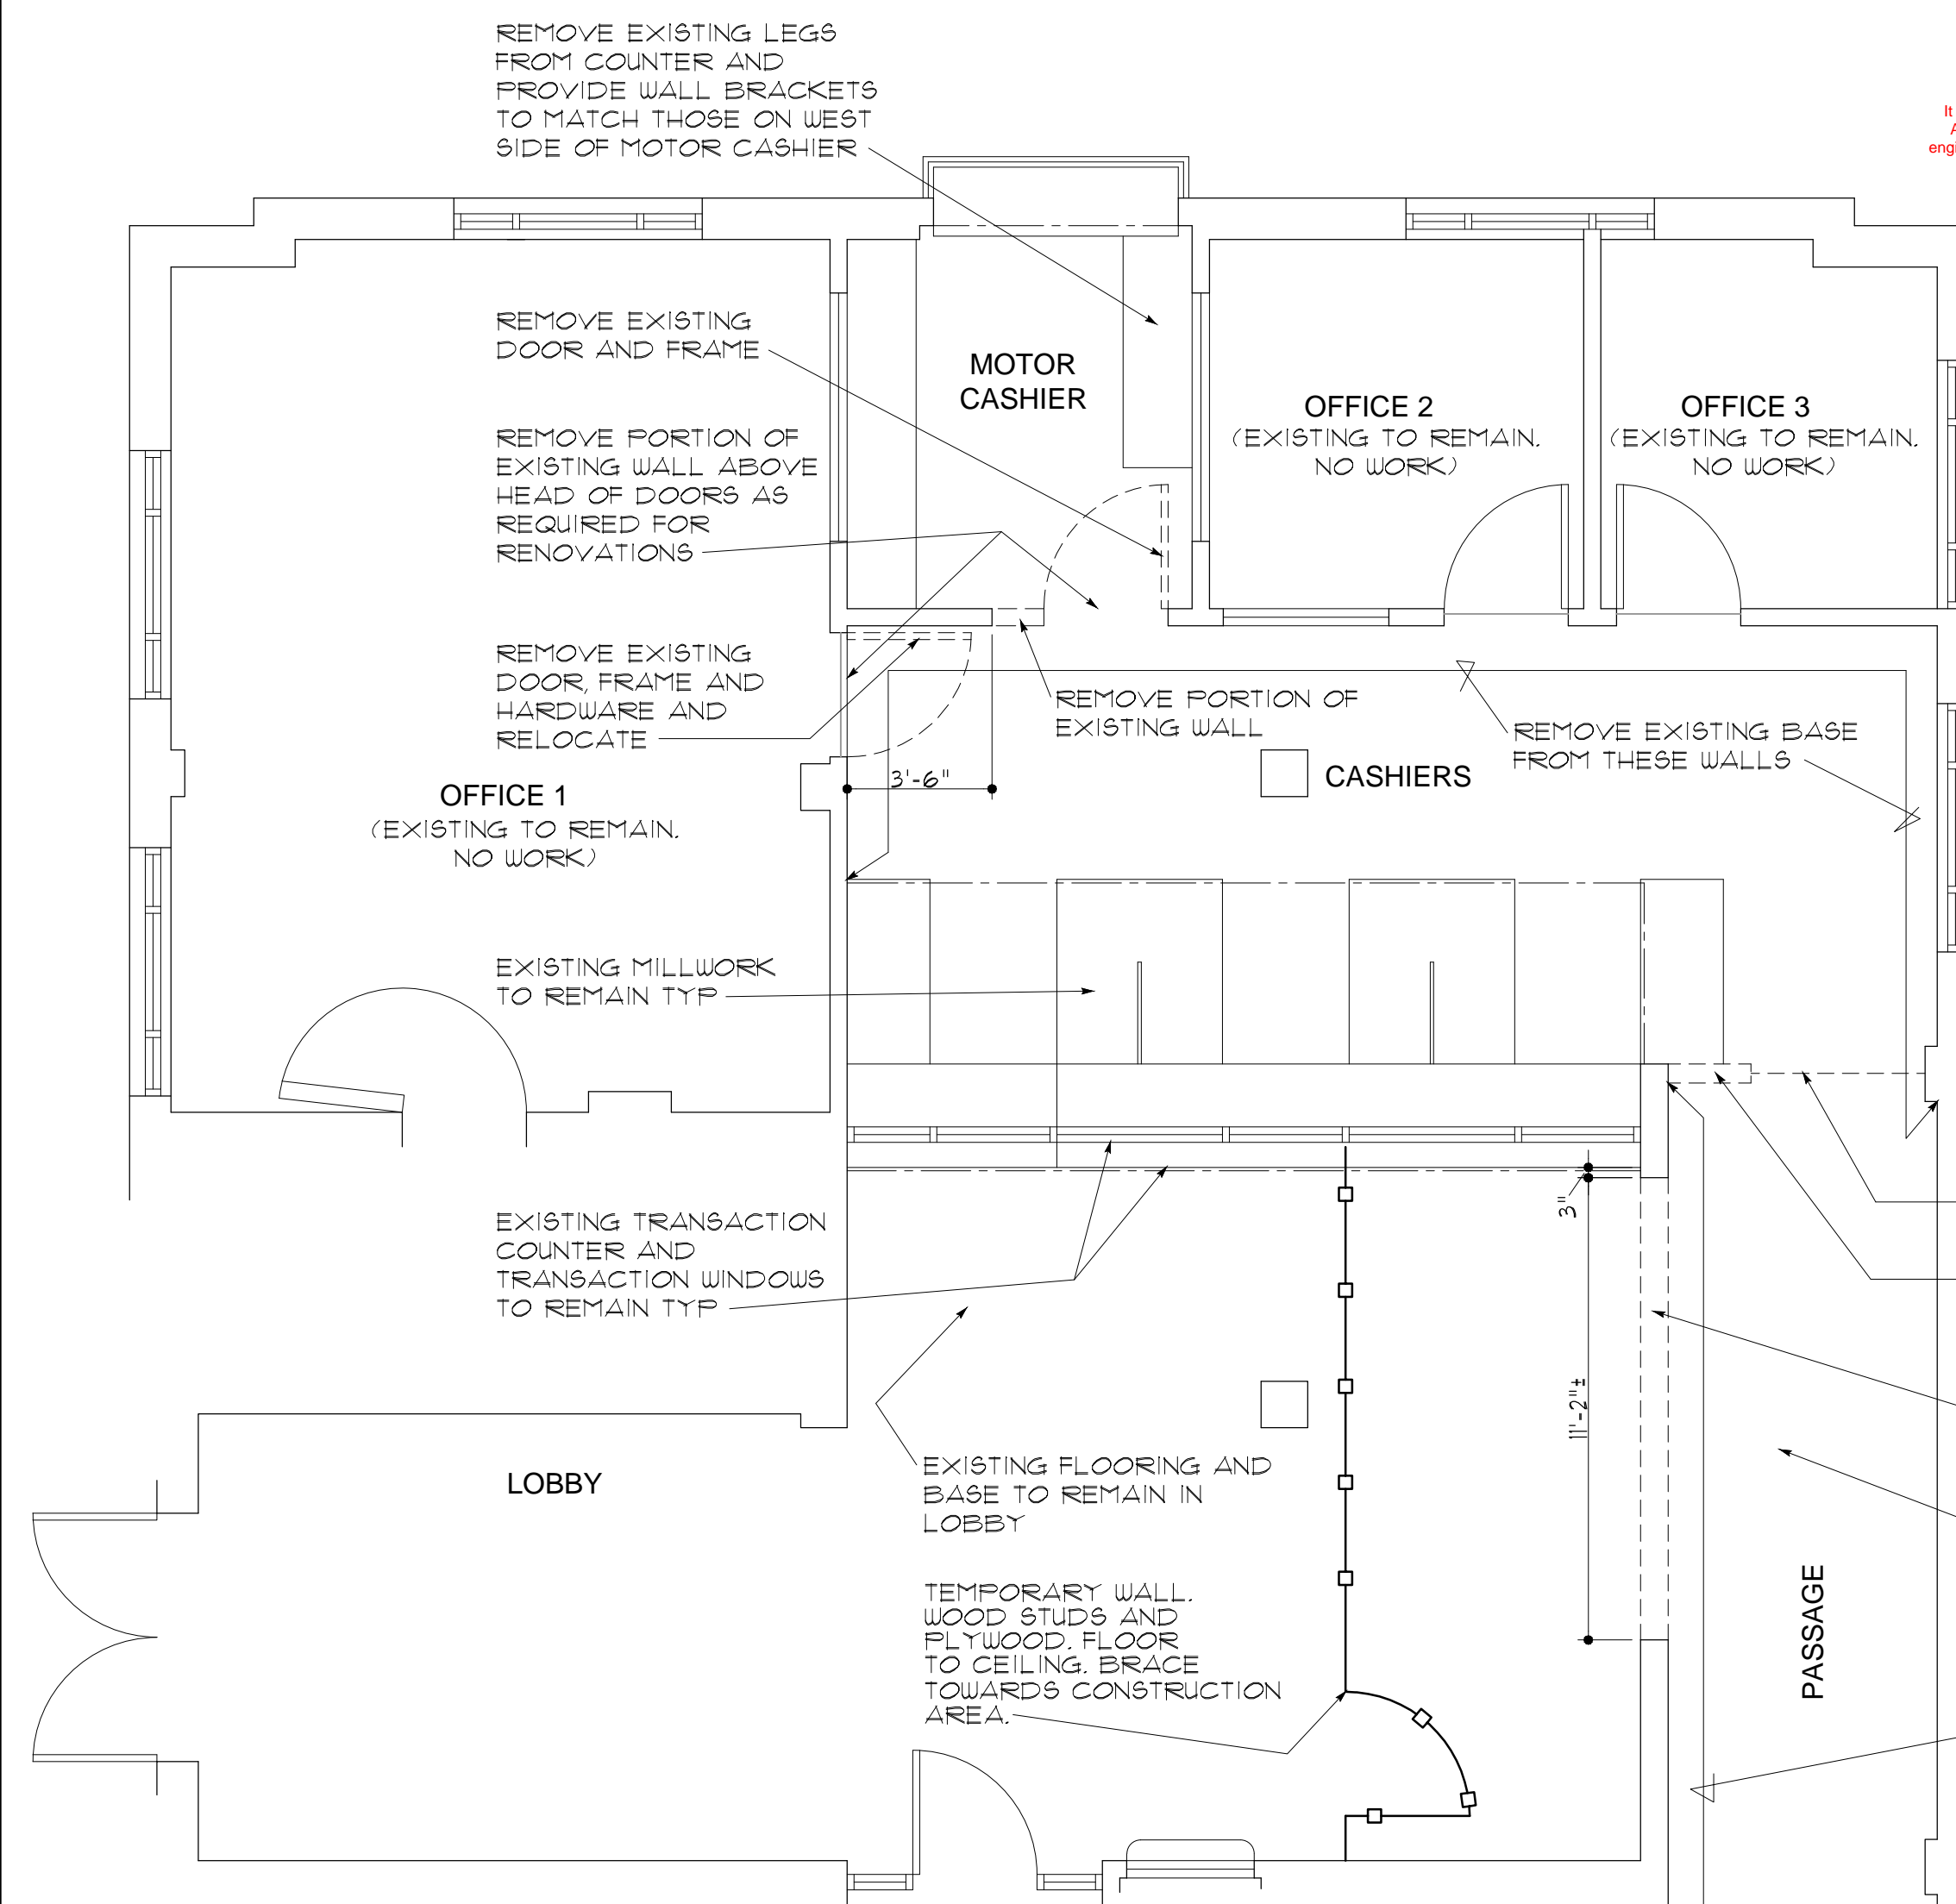 REMOVE EXISTING LEGS
FROM COUNTER AND
PROVIDE WALL BRACKETS
TO MATCH THOSE ON WEST
SIDE OF MOTOR CASHIER
It
A
engi
REMOVE EXISTING
DOOR AND FRAME
MOTOR
CASHIER
OFFICE 2
(EXISTING TO REMAIN.
NO WORK)
OFFICE 3
(EXISTING TO REMAIN.
NO WORK)
REMOVE PORTION OF
EXISTING WALL ABOVE
HEAD OF DOORS AS
REQUIRED FOR
RENOVATIONS
REMOVE EXISTING
DOOR, FRAME AND
HARDWARE AND
RELOCATE
REMOVE PORTION OF
EXISTING WALL
REMOVE EXISTING BASE
FROM THESE WALLS
3'-6"
CASHIERS
OFFICE 1
(EXISTING TO REMAIN.
NO WORK)
EXISTING MILLWORK
TO REMAIN TYP
EXISTING TRANSACTION
COUNTER AND
TRANSACTION WINDOWS
TO REMAIN TYP
3"
11'-2"±
LOBBY
EXISTING FLOORING AND
BASE TO REMAIN IN
LOBBY
TEMPORARY WALL.
WOOD STUDS AND
PLYWOOD. FLOOR
TO CEILING. BRACE
TOWARDS CONSTRUCTION
AREA.
PASSAGE